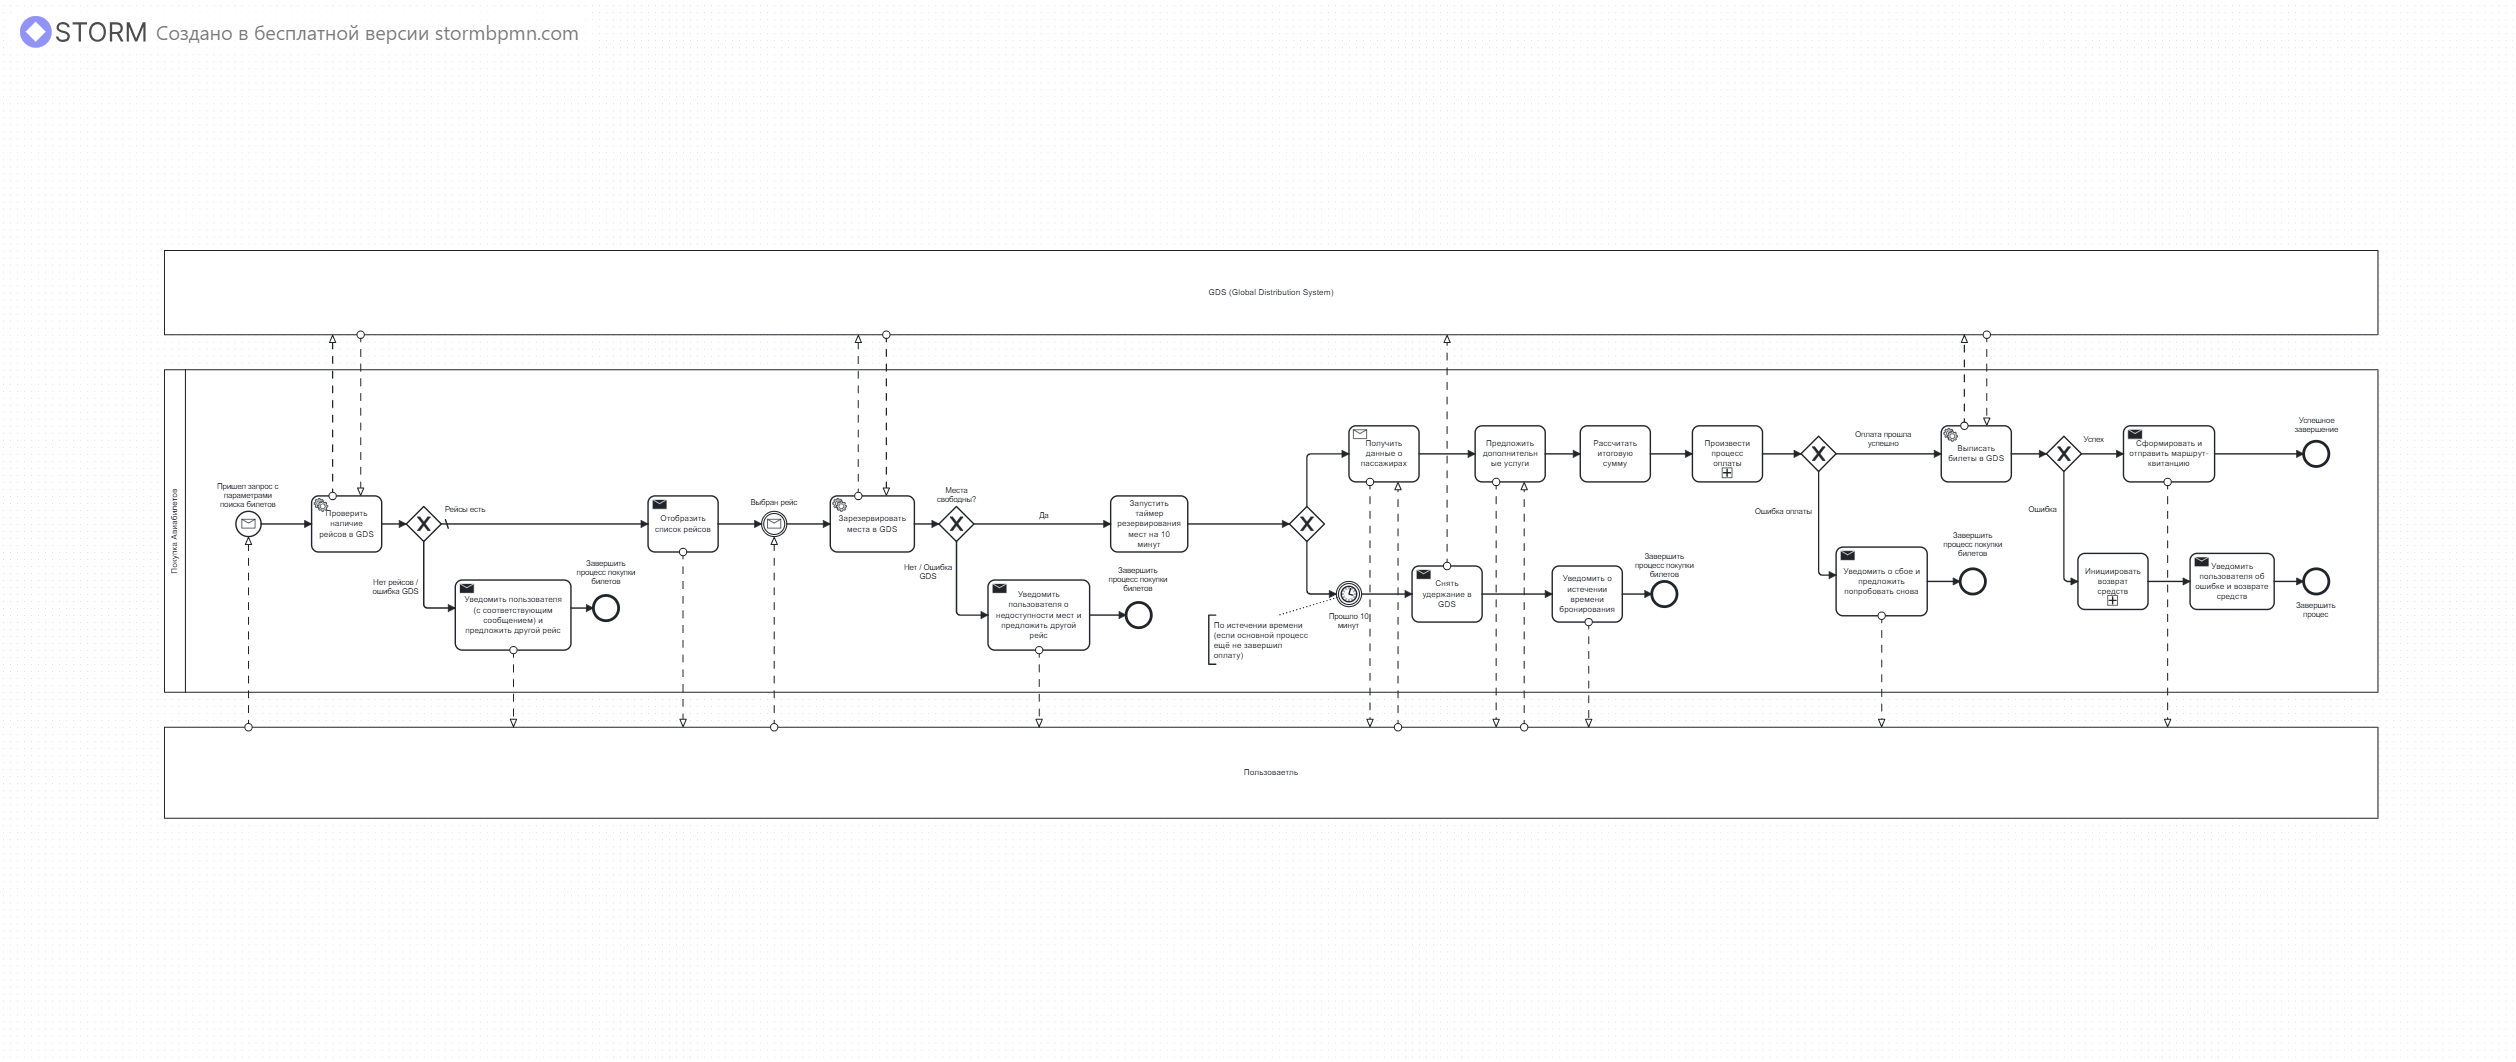 STORM Создано в бесплатной версии stormbpmn.com
GDS (Global Distribution System)
Покупка Авиабилетов
Пришел запрос с
параметрами
поиска билетов
Проверить
наличие
рейсов в GDS
Рейсы есть
Нет рейсов /
ошибка GDS
Уведомить пользователя
(с соответствующим
сообщением) и
предложить другой рейс
Завершить
процесс покупки
билетов
Отобразить
список рейсов
Выбран рейс
Зарезервировать
места в GDS
Места
свободны?
Да
Нет / Ошибка
GDS
Уведомить
пользователя о
недоступности мест и
предложить другой
рейс
Завершить
процесс покупки
билетов
Запустить
таймер
резервирования
мест на 10
минут
По истечении времени
(если основной процесс
ещё не завершил
оплату)
Прошло 10
минут
Получить
данные о
пассажирах
Снять
удержание в
GDS
Предложить
дополнительн
ые услуги
Уведомить о
истечении
времени
бронирования
Завершить
процесс покупки
билетов
Рассчитать
итоговую
сумму
Произвести
процесс
оплаты
Оплата прошла
успешно
Ошибка оплаты
Уведомить о сбое и
предложить
попробовать снова
Завершить
процесс покупки
билетов
Выписать
билеты в GDS
Успех
Ошибка
Сформировать и
отправить маршрут-
квитанцию
Успешное
завершение
Инициировать
возврат
средств
Уведомить
пользователя об
ошибке и возврате
средств
Завершить
процес
Пользоваетль